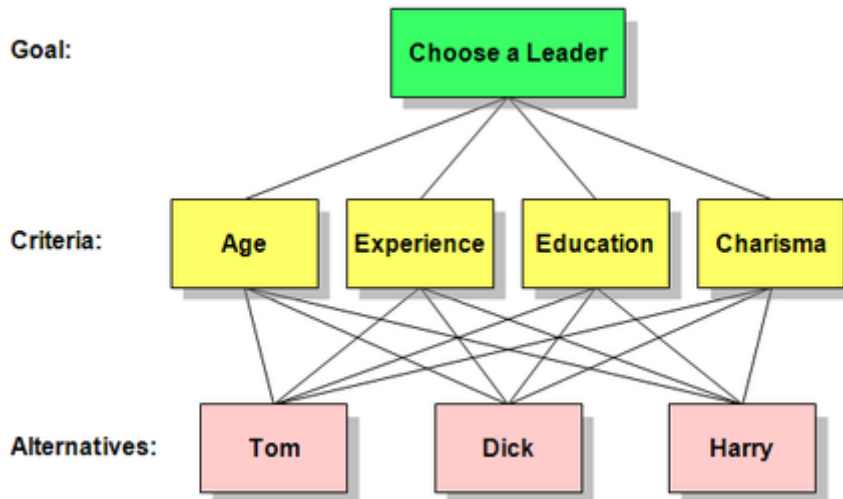 Goal:
Choose a Leader
Criteria:
Age
Experience
Education
Charisma
Alternatives:
Tom
Dick
Harry